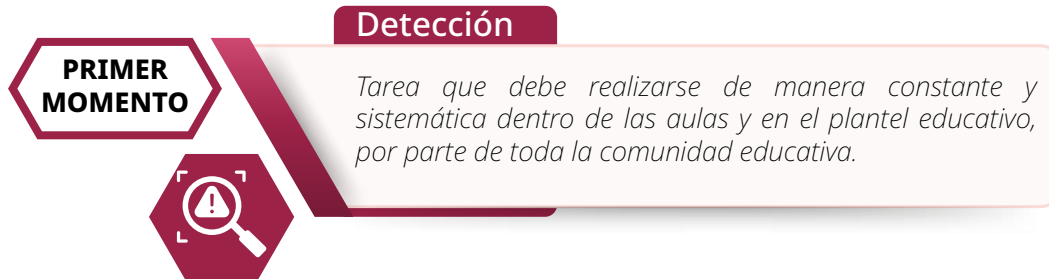 Detección
PRIMER
MOMENTO
Tarea que debe realizarse de manera constante y
sistemática dentro de las aulas y en el plantel educativo,
por parte de toda la comunidad educativa.